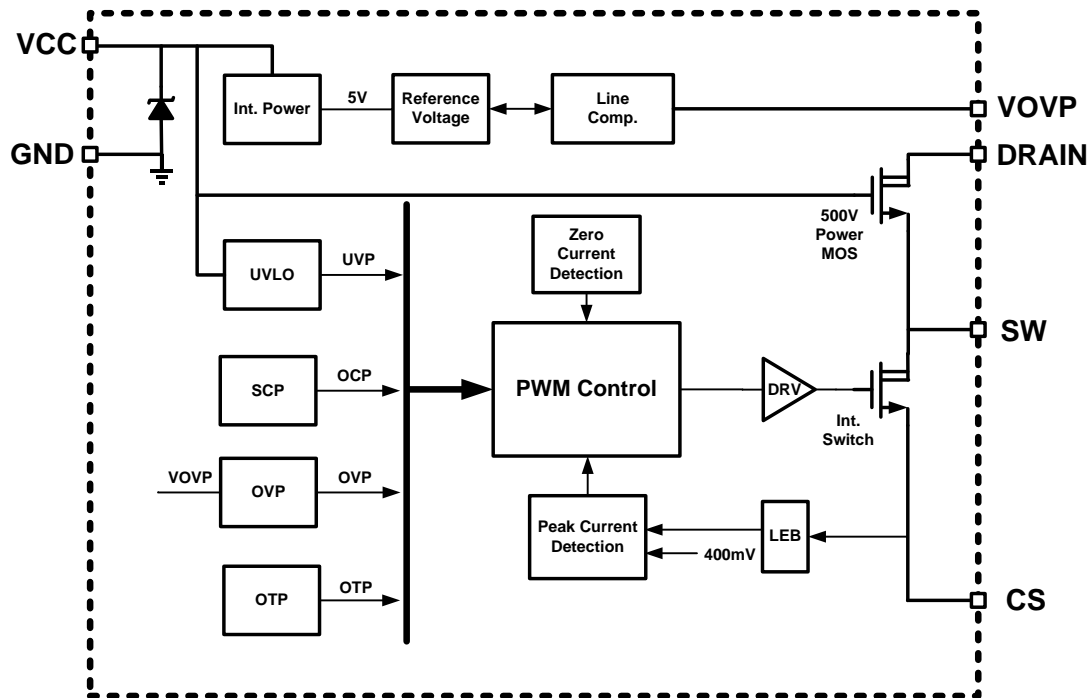 VCC
GND
Int. Power
5V
Reference
Voltage
Line
Comp.
VOVP
DRAIN
500V
Power
MOS
Zero
Current
Detection
UVLO
UVP
SW
SCP
OCP
PWM Control
DRV
Int.
Switch
VOVP
OVP
OVP
Peak Current
Detection
400mV
LEB
OTP
OTP
CS